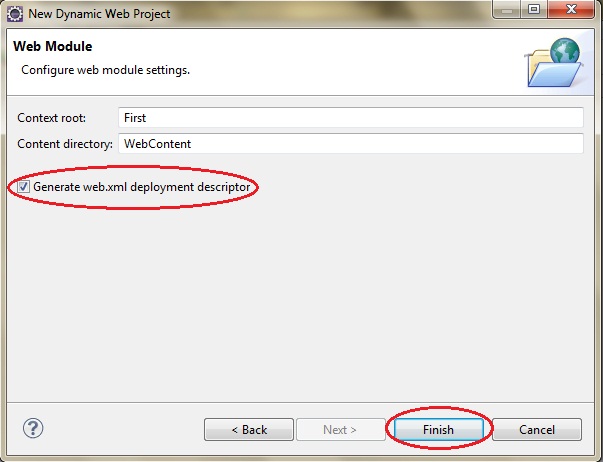 New Dynamic Web Project
Web Module
Configure web module settings.
Context root: First
Content directory: WebContent
Generate web.xml deployment descriptor
? < Back Next > Finish Cancel